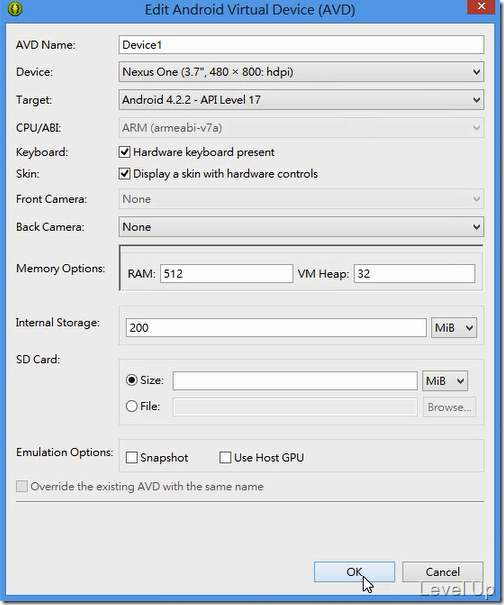 Edit Android Virtual Device (AVD)
AVD Name: Device1
Device: Nexus One (3.7", 480 × 800: hdpi)
Target: Android 4.2.2 - API Level 17
CPU/ABI: ARM (armeabi-v7a)
Keyboard: Hardware keyboard present
Skin: Display a skin with hardware controls
Front Camera: None
Back Camera: None
Memory Options: RAM: 512 VM Heap: 32
Internal Storage: 200 MiB
SD Card:
Size: MiB
File: Browse...
Emulation Options: Snapshot Use Host GPU
Override the existing AVD with the same name
OK Cancel
Level Up